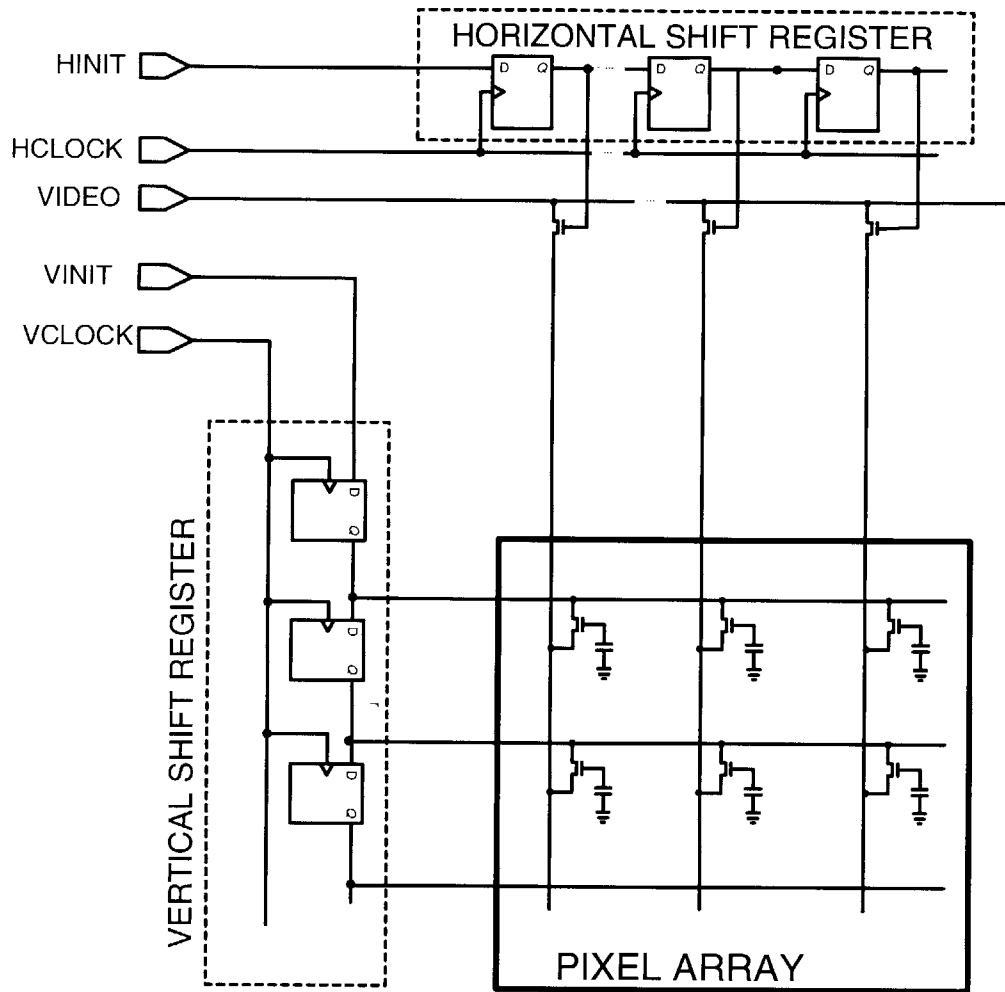 HORIZONTAL SHIFT REGISTER
HINIT
D Q
D Q
D Q
HCLOCK
VIDEO
VINIT
VCLOCK
VERTICAL SHIFT REGISTER
D
Q
D
Q
D
Q
PIXEL ARRAY